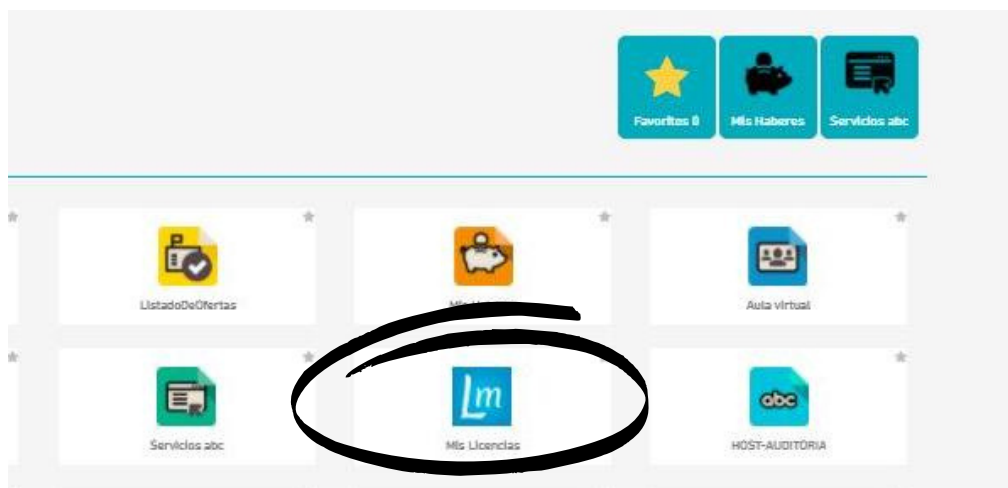 Favoritos 0
Mis Haberes
Servicios abc
ListadoDeOfertas
Aula virtual
Servicios abc
Lm
Mis Licencias
abc
HOST-AUDITORIA